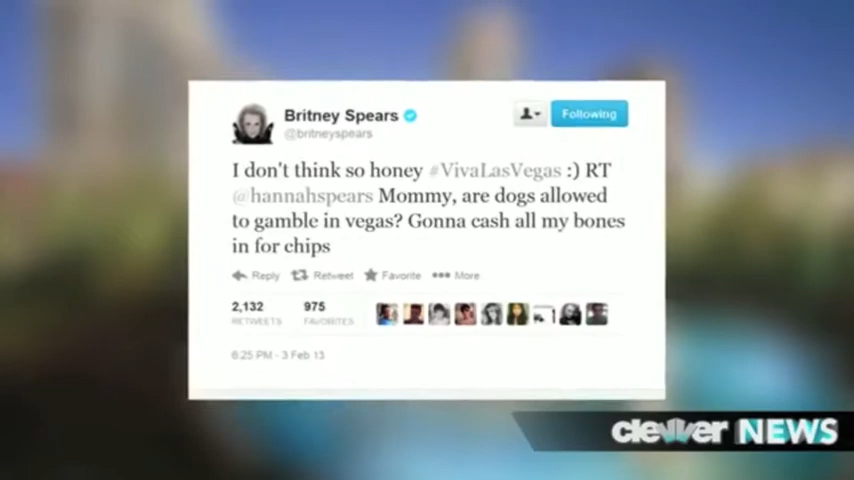 Britney Spears
@britneyspears
Following
I don't think so honey #VivaLasVegas :) RT
@hannahspears Mommy, are dogs allowed
to gamble in vegas? Gonna cash all my bones
in for chips
Reply Retweet Favorite More
2,132 975
RETWEETS FAVORITES
6:25 PM - 3 Feb 13
clevver NEWS